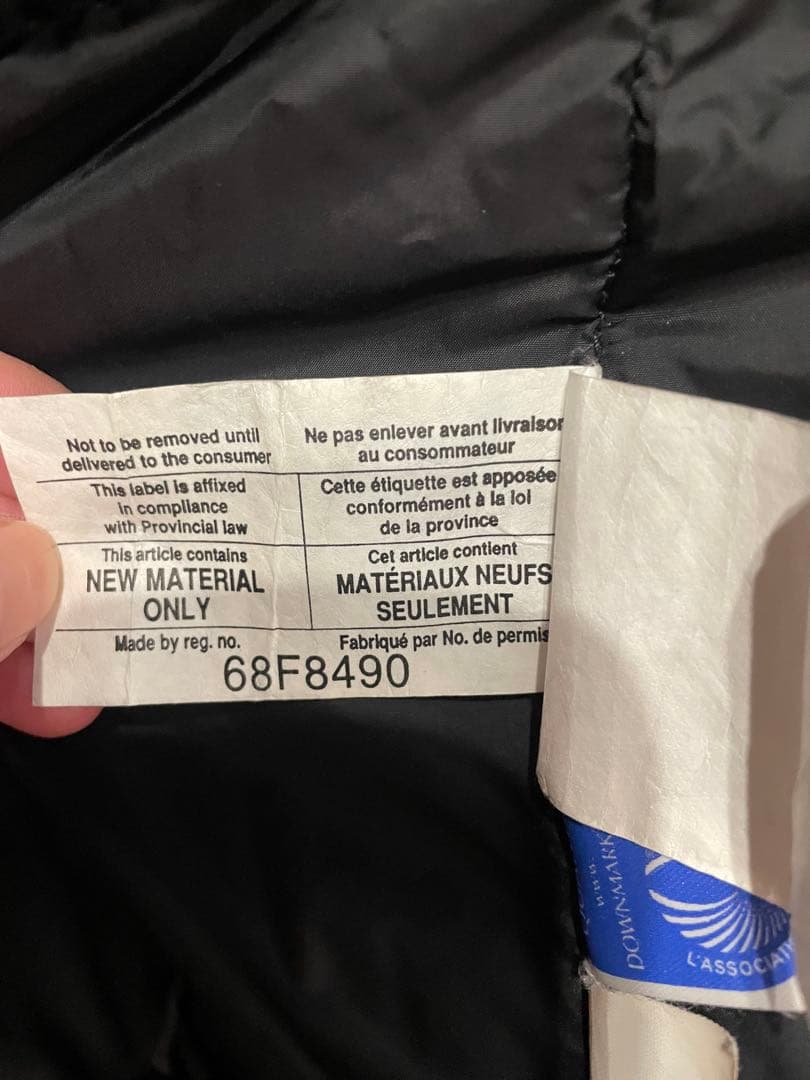 Not to be removed until
delivered to the consumer
Ne pas enlever avant livraison
au consommateur
This label is affixed
in compliance
with Provincial law
Cette étiquette est apposée
conformément à la loi
de la province
This article contains
NEW MATERIAL
ONLY
Cet article contient
MATÉRIAUX NEUFS
SEULEMENT
Made by reg. no.
Fabriqué par No. de permis
68F8490
www.
DOWNMARK
L'ASSOCIAT